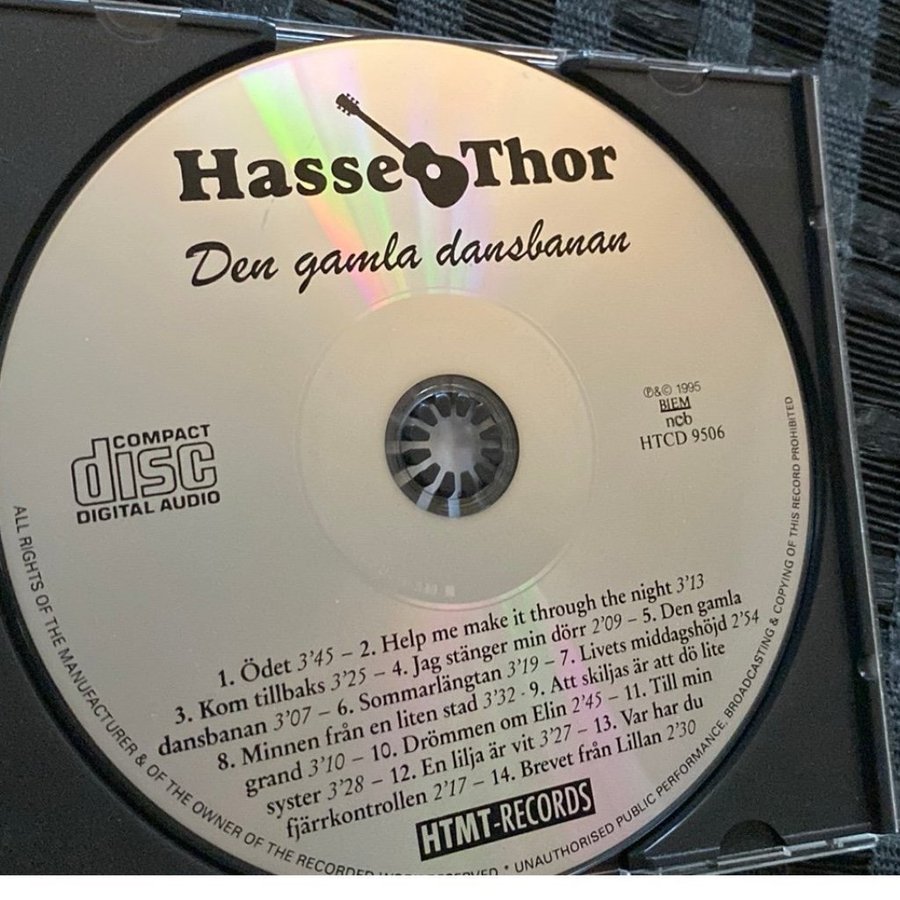 Hasse Thor
Den gamla dansbanan
COMPACT
disc
DIGITAL AUDIO
℗&© 1995
BIEM
ncb
HTCD 9506
1. Ödet 3'45 – 2. Help me make it through the night 3'13
3. Kom tillbaks 3'25 – 4. Jag stänger min dörr 2'09 – 5. Den gamla
dansbanan 3'07 – 6. Sommarlängtan 3'19 – 7. Livets middagshöjd 2'54
8. Minnen från en liten stad 3'32 · 9. Att skiljas är att dö lite
grand 3'10 – 10. Drömmen om Elin 2'45 – 11. Till min
syster 3'28 – 12. En lilja är vit 3'27 – 13. Var har du
fjärrkontrollen 2'17 – 14. Brevet från Lillan 2'30
HTMT-RECORDS
ALL RIGHTS OF THE MANUFACTURER & OF THE OWNER OF THE RECORDED WORK RESERVED * UNAUTHORISED PUBLIC PERFORMANCE, BROADCASTING & COPYING OF THIS RECORD PROHIBITED